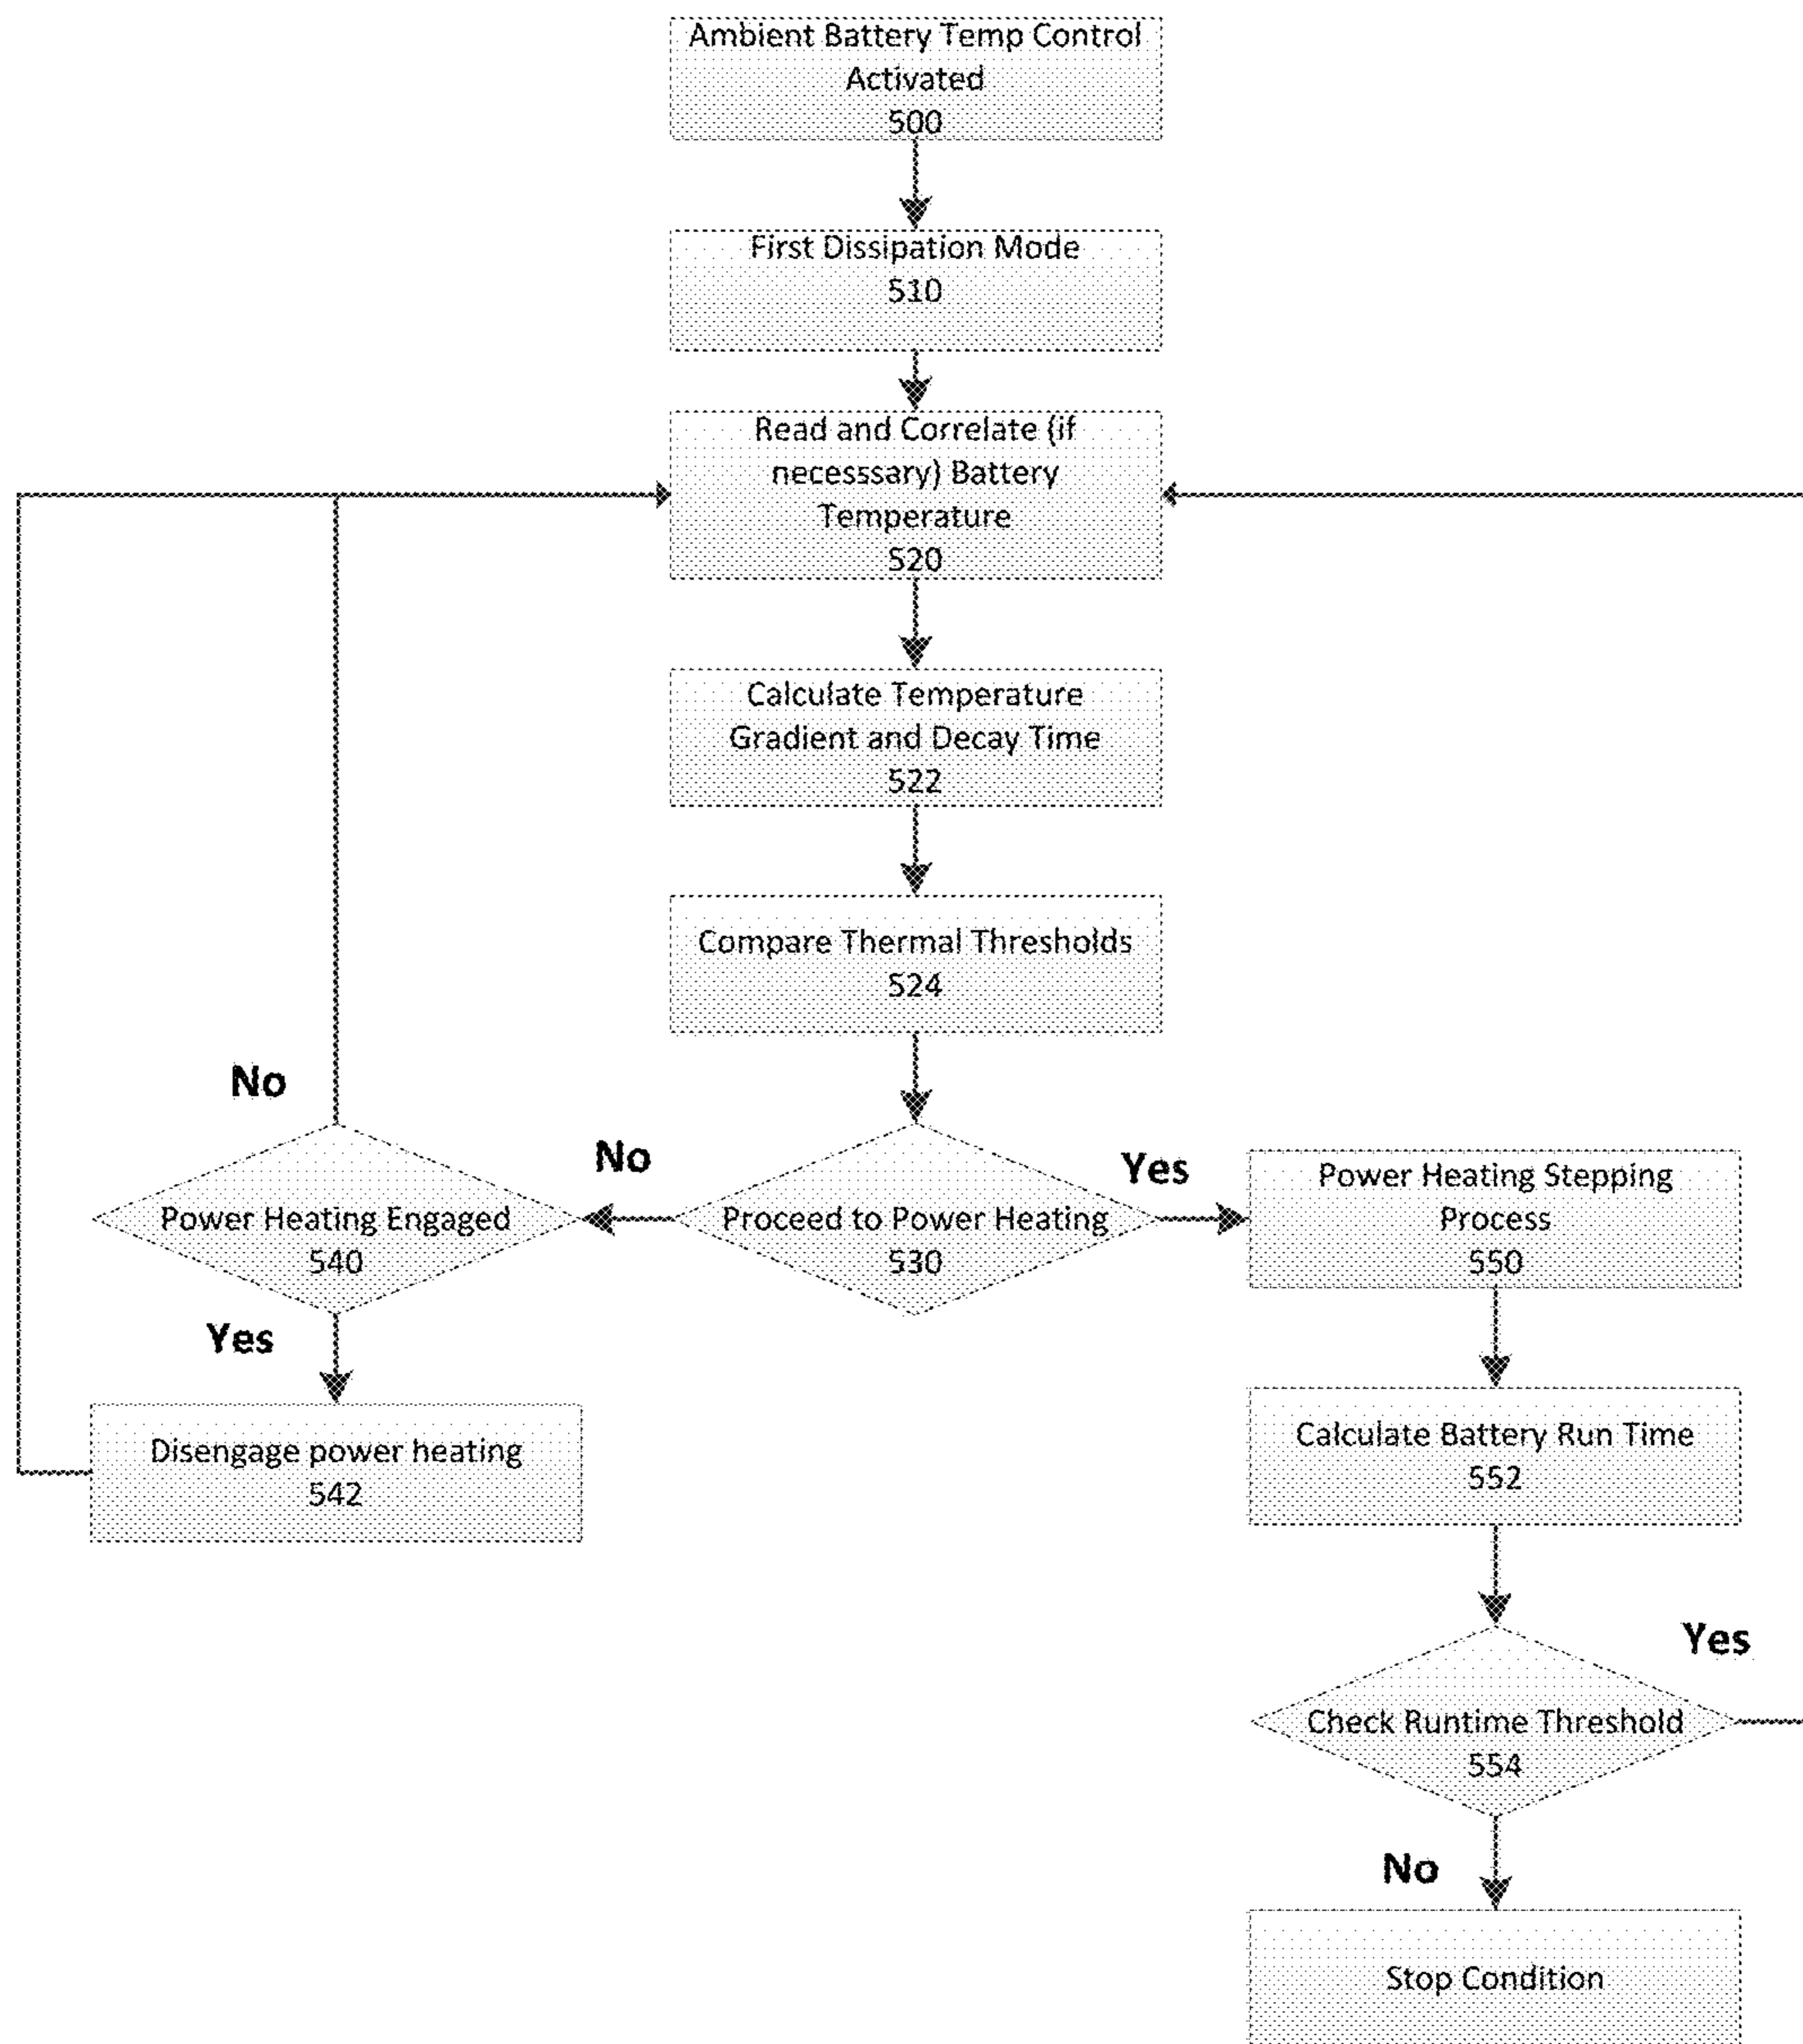 Ambient Battery Temp Control
Activated
500
First Dissipation Mode
510
Read and Correlate (if
necesssary) Battery
Temperature
520
Calculate Temperature
Gradient and Decay Time
522
Compare Thermal Thresholds
524
No
No
Yes
Power Heating Engaged
540
Proceed to Power Heating
530
Power Heating Stepping
Process
550
Yes
Disengage power heating
542
Calculate Battery Run Time
552
Yes
Check Runtime Threshold
554
No
Stop Condition